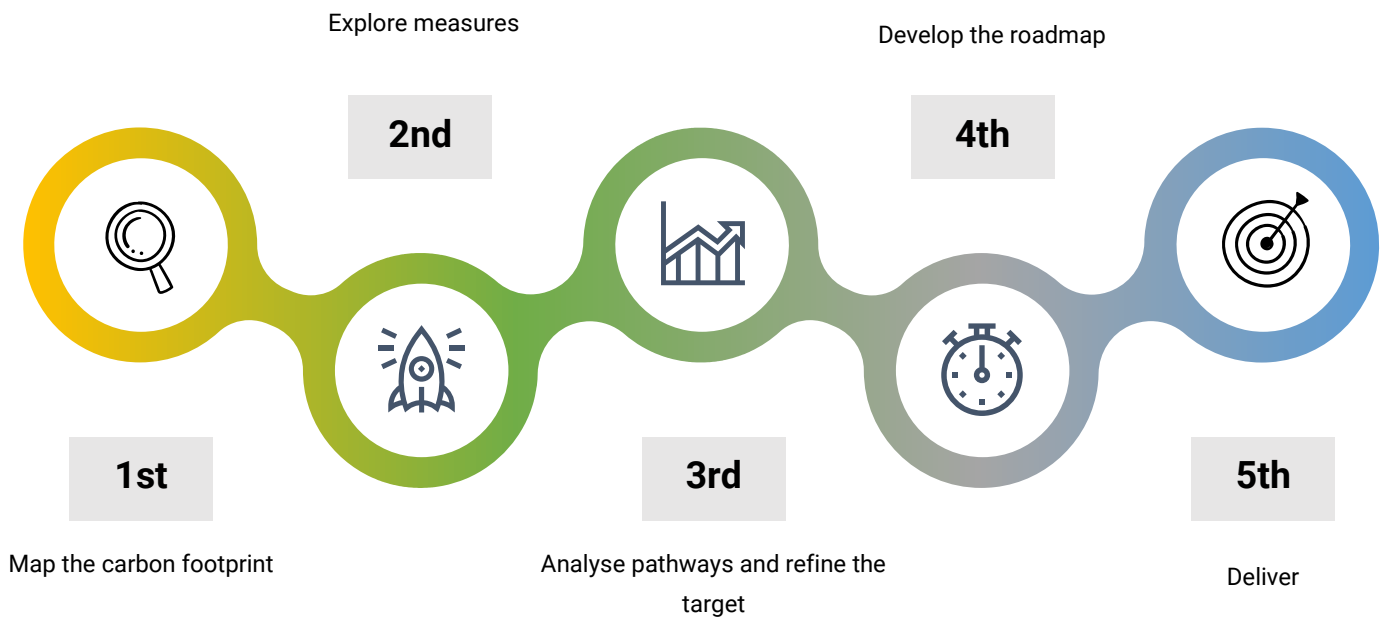 1st
Map the carbon footprint
Explore measures
2nd
3rd
Analyse pathways and refine the
target
Develop the roadmap
4th
5th
Deliver